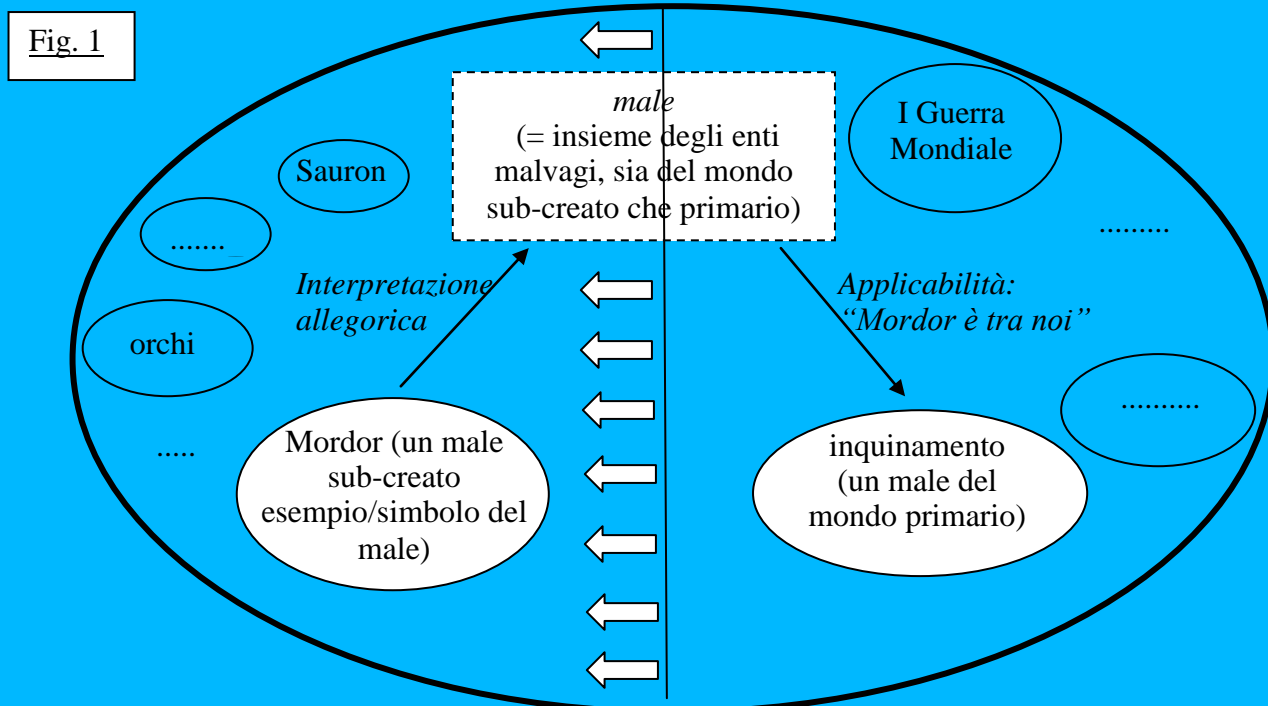 Fig. 1
male
(= insieme degli enti
malvagi, sia del mondo
sub-creato che primario)
I Guerra
Mondiale
Sauron
.......
.........
Interpretazione
allegorica
Applicabilità:
“Mordor è tra noi”
orchi
.....
..........
Mordor (un male
sub-creato
esempio/simbolo del
male)
inquinamento
(un male del
mondo primario)